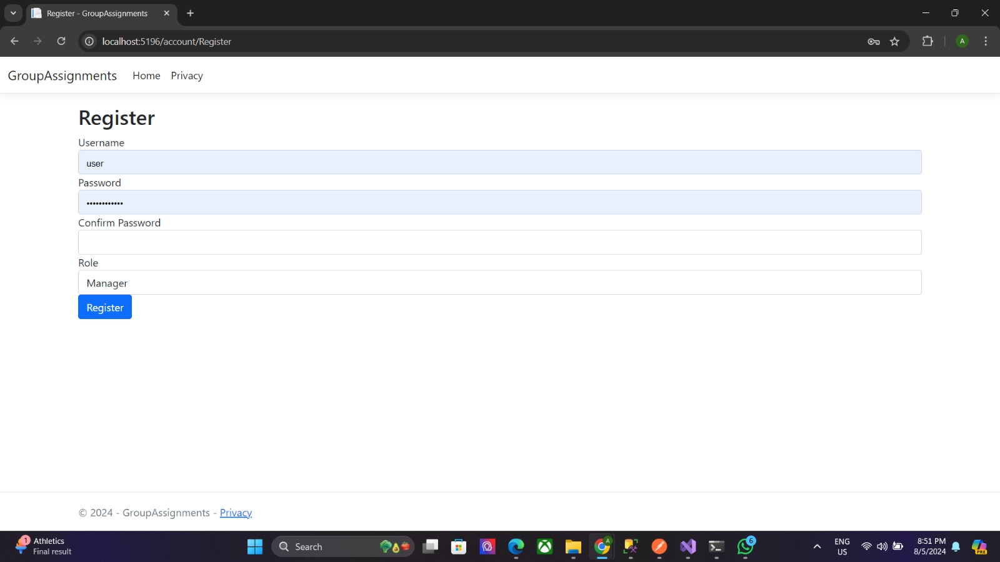 Register - GroupAssignments
localhost:5196/account/Register
A
GroupAssignments Home Privacy
Register
Username
user
Password
••••••••••••
Confirm Password
Role
Manager
Register
© 2024 - GroupAssignments - Privacy
1
Athletics
Final result
Search
A
6
ENG
US
8:51 PM
8/5/2024
PRE